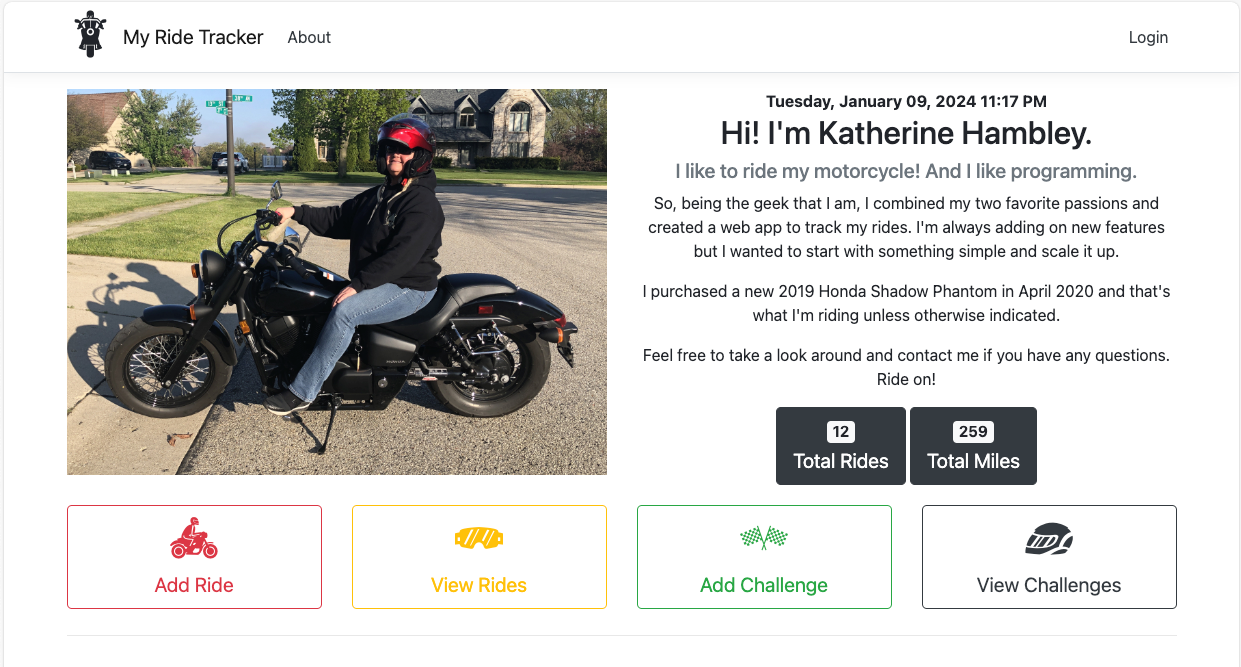 My Ride Tracker
About
Login
Tuesday, January 09, 2024 11:17 PM
Hi! I'm Katherine Hambley.
I like to ride my motorcycle! And I like programming.
So, being the geek that I am, I combined my two favorite passions and
created a web app to track my rides. I'm always adding on new features
but I wanted to start with something simple and scale it up.
I purchased a new 2019 Honda Shadow Phantom in April 2020 and that's
what I'm riding unless otherwise indicated.
Feel free to take a look around and contact me if you have any questions.
Ride on!
12
Total Rides
259
Total Miles
Add Ride
View Rides
Add Challenge
View Challenges